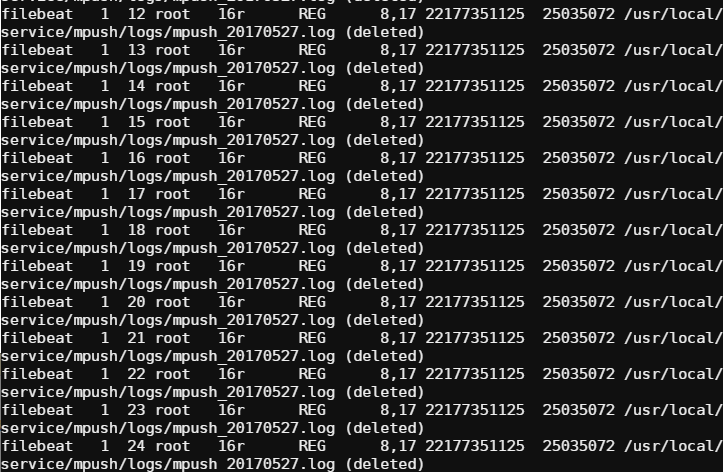 filebeat 1 12 root 16r REG 8,17 22177351125 25035072 /usr/local/
service/mpush/logs/mpush_20170527.log (deleted)
filebeat 1 13 root 16r REG 8,17 22177351125 25035072 /usr/local/
service/mpush/logs/mpush_20170527.log (deleted)
filebeat 1 14 root 16r REG 8,17 22177351125 25035072 /usr/local/
service/mpush/logs/mpush_20170527.log (deleted)
filebeat 1 15 root 16r REG 8,17 22177351125 25035072 /usr/local/
service/mpush/logs/mpush_20170527.log (deleted)
filebeat 1 16 root 16r REG 8,17 22177351125 25035072 /usr/local/
service/mpush/logs/mpush_20170527.log (deleted)
filebeat 1 17 root 16r REG 8,17 22177351125 25035072 /usr/local/
service/mpush/logs/mpush_20170527.log (deleted)
filebeat 1 18 root 16r REG 8,17 22177351125 25035072 /usr/local/
service/mpush/logs/mpush_20170527.log (deleted)
filebeat 1 19 root 16r REG 8,17 22177351125 25035072 /usr/local/
service/mpush/logs/mpush_20170527.log (deleted)
filebeat 1 20 root 16r REG 8,17 22177351125 25035072 /usr/local/
service/mpush/logs/mpush_20170527.log (deleted)
filebeat 1 21 root 16r REG 8,17 22177351125 25035072 /usr/local/
service/mpush/logs/mpush_20170527.log (deleted)
filebeat 1 22 root 16r REG 8,17 22177351125 25035072 /usr/local/
service/mpush/logs/mpush_20170527.log (deleted)
filebeat 1 23 root 16r REG 8,17 22177351125 25035072 /usr/local/
service/mpush/logs/mpush_20170527.log (deleted)
filebeat 1 24 root 16r REG 8,17 22177351125 25035072 /usr/local/
service/mpush/logs/mpush_20170527.log (deleted)